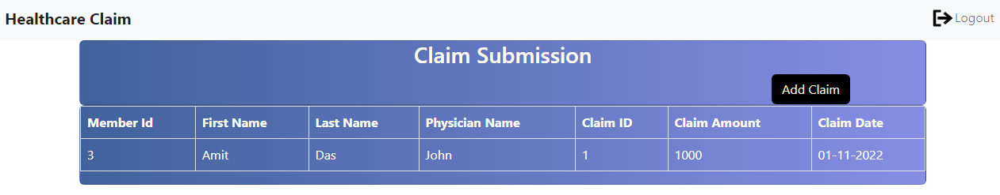 Healthcare Claim Logout
Claim Submission
Add Claim
Member Id First Name Last Name Physician Name Claim ID Claim Amount Claim Date
3 Amit Das John 1 1000 01-11-2022